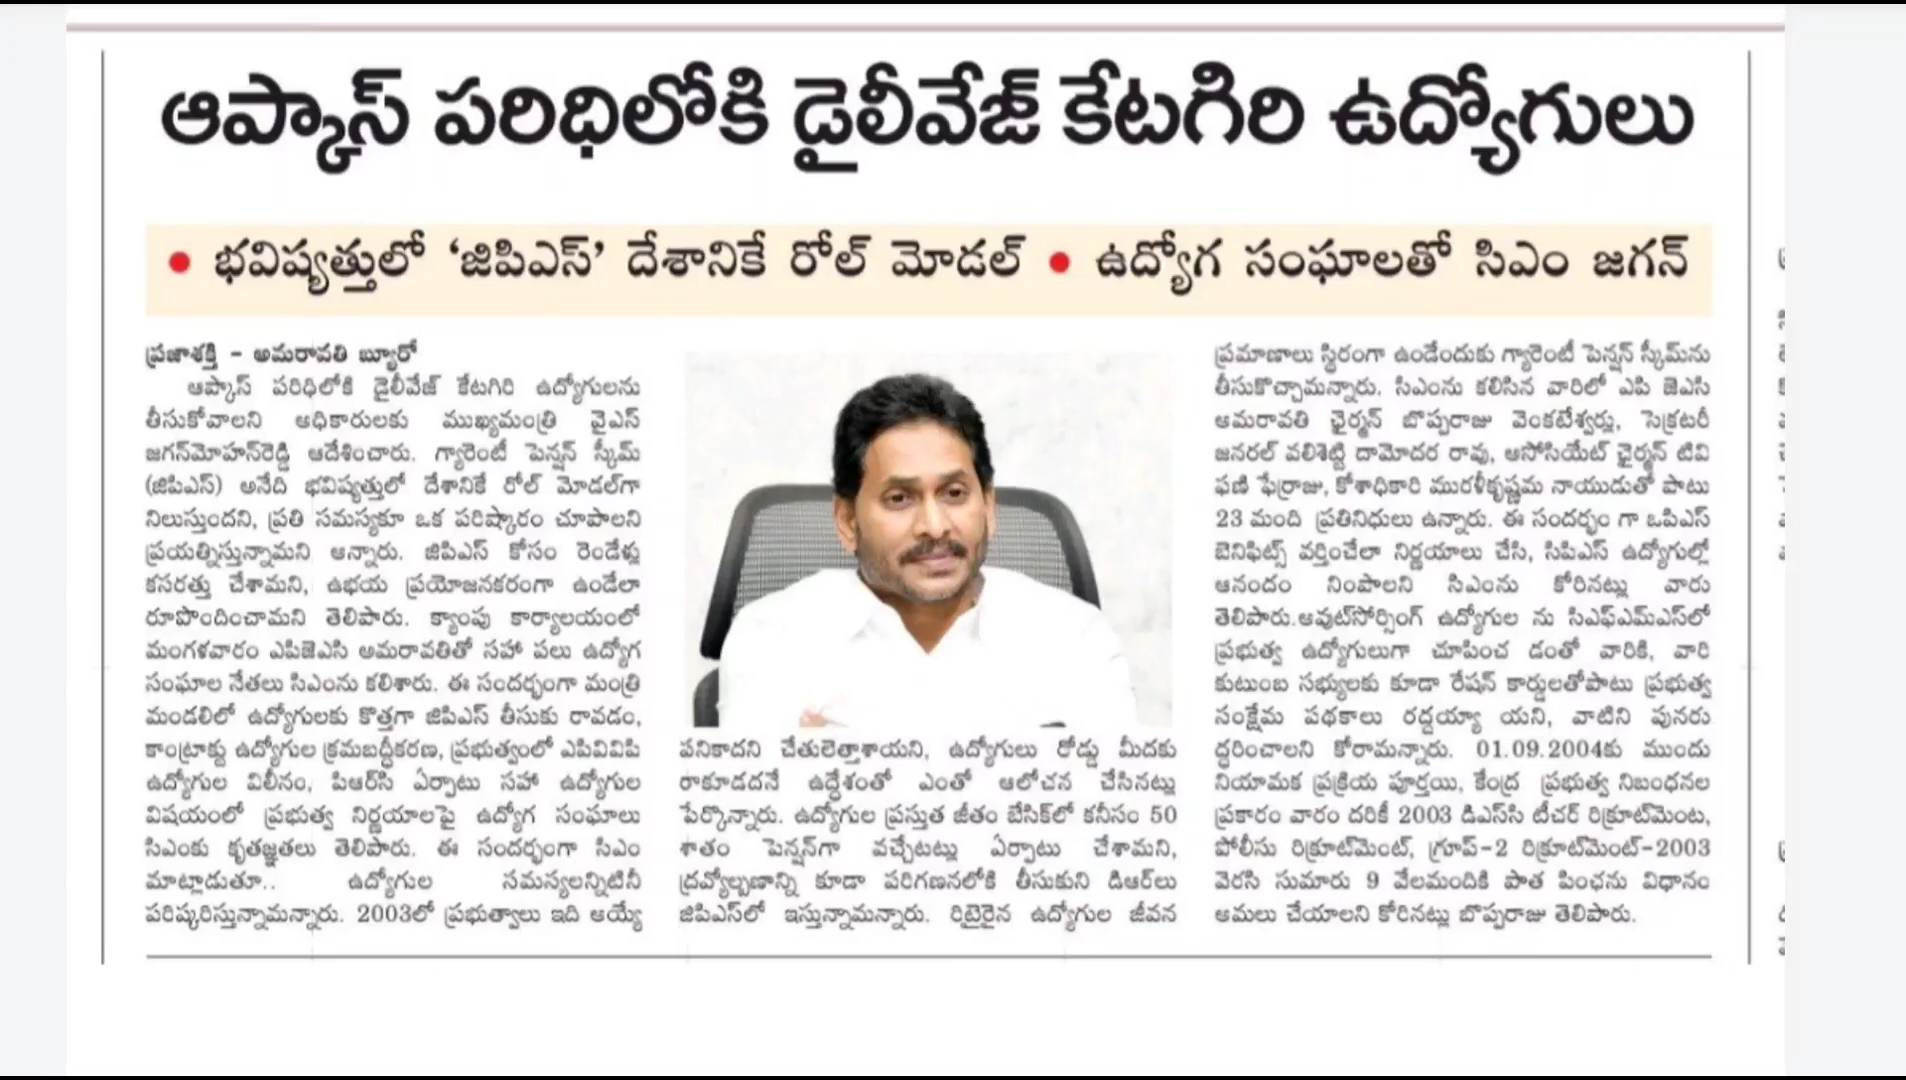 ఆప్కాస్ పరిధిలోకి డైలీవేజ్ కేటగిరి ఉద్యోగులు
• భవిష్యత్తులో ‘జిపిఎస్’ దేశానికే రోల్ మోడల్ • ఉద్యోగ సంఘాలతో సిఎం జగన్
ప్రజాశక్తి - అమరావతి బ్యూరో
ఆప్కాస్ పరిధిలోకి డైలీవేజ్ కేటగిరి ఉద్యోగులను
తీసుకోవాలని అధికారులకు ముఖ్యమంత్రి వైఎస్
జగన్‌మోహన్‌రెడ్డి ఆదేశించారు. గ్యారెంటీ పెన్షన్ స్కీమ్
(జిపిఎస్) అనేది భవిష్యత్తులో దేశానికే రోల్ మోడల్‌గా
నిలుస్తుందని, ప్రతి సమస్యకూ ఒక పరిష్కారం చూపాలని
ప్రయత్నిస్తున్నామని అన్నారు. జిపిఎస్ కోసం రెండేళ్లు
కసరత్తు చేశామని, ఉభయ ప్రయోజనకరంగా ఉండేలా
రూపొందించామని తెలిపారు. క్యాంపు కార్యాలయంలో
మంగళవారం ఎపిజెఎసి అమరావతితో సహా పలు ఉద్యోగ
సంఘాల నేతలు సిఎంను కలిశారు. ఈ సందర్భంగా మంత్రి
మండలిలో ఉద్యోగులకు కొత్తగా జిపిఎస్ తీసుకు రావడం,
కాంట్రాక్టు ఉద్యోగుల క్రమబద్ధీకరణ, ప్రభుత్వంలో ఎపివివిపి
ఉద్యోగుల విలీనం, పిఆర్‌సి ఏర్పాటు సహా ఉద్యోగుల
విషయంలో ప్రభుత్వ నిర్ణయాలపై ఉద్యోగ సంఘాలు
సిఎంకు కృతజ్ఞతలు తెలిపారు. ఈ సందర్భంగా సిఎం
మాట్లాడుతూ.. ఉద్యోగుల సమస్యలన్నిటినీ
పరిష్కరిస్తున్నామన్నారు. 2003లో ప్రభుత్వాలు ఇది అయ్యే
పనికాదని చేతులెత్తాశాయని, ఉద్యోగులు రోడ్డు మీదకు
రాకూడదనే ఉద్దేశంతో ఎంతో ఆలోచన చేసినట్లు
పేర్కొన్నారు. ఉద్యోగుల ప్రస్తుత జీతం బేసిక్‌లో కనీసం 50
శాతం పెన్షన్‌గా వచ్చేటట్లు ఏర్పాటు చేశామని,
ద్రవ్యోల్బణాన్ని కూడా పరిగణనలోకి తీసుకుని డిఆర్‌లు
జిపిఎస్‌లో ఇస్తున్నామన్నారు. రిటైరైన ఉద్యోగుల జీవన
ప్రమాణాలు స్థిరంగా ఉండేందుకు గ్యారెంటీ పెన్షన్ స్కీమ్‌ను
తీసుకొచ్చామన్నారు. సిఎంను కలిసిన వారిలో ఎపి జెఎసి
అమరావతి ఛైర్మన్ బొప్పరాజు వెంకటేశ్వర్లు, సెక్రటరీ
జనరల్ వలిశెట్టి దామోదర రావు, అసోసియేట్ ఛైర్మన్ టివి
ఫణి ఫేర్రాజు, కోశాధికారి మురళీకృష్ణమ నాయుడుతో పాటు
23 మంది ప్రతినిధులు ఉన్నారు. ఈ సందర్భం గా ఒపిఎస్
బెనిఫిట్స్ వర్తించేలా నిర్ణయాలు చేసి, సిపిఎస్ ఉద్యోగుల్లో
ఆనందం నింపాలని సిఎంను కోరినట్లు వారు
తెలిపారు.అవుట్‌సోర్సింగ్ ఉద్యోగుల ను సిఎఫ్‌ఎమ్‌ఎస్‌లో
ప్రభుత్వ ఉద్యోగులుగా చూపించ డంతో వారికి, వారి
కుటుంబ సభ్యులకు కూడా రేషన్ కార్డులతోపాటు ప్రభుత్వ
సంక్షేమ పథకాలు రద్దయ్యా యని, వాటిని పునరు
ద్ధరించాలని కోరామన్నారు. 01.09.2004కు ముందు
నియామక ప్రక్రియ పూర్తయి, కేంద్ర ప్రభుత్వ నిబంధనల
ప్రకారం వారం దరికీ 2003 డిఎస్‌సి టీచర్ రిక్రూట్‌మెంట,
పోలీసు రిక్రూట్‌మెంట్, గ్రూప్-2 రిక్రూట్‌మెంట్-2003
వెరసి సుమారు 9 వేలమందికి పాత పింఛను విధానం
అమలు చేయాలని కోరినట్లు బొప్పరాజు తెలిపారు.